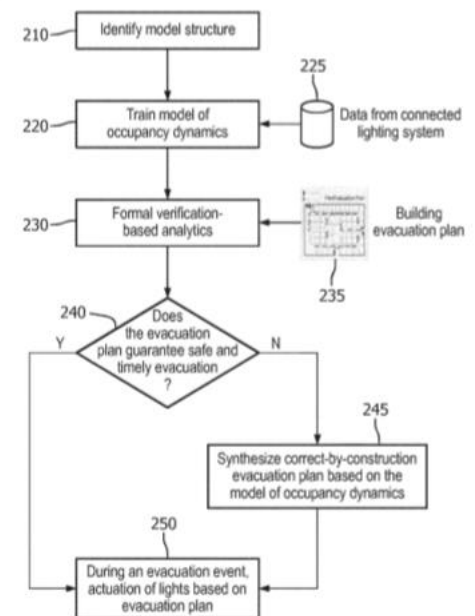 210
Identify model structure
225
220
Train model of
occupancy dynamics
Data from connected
lighting system
230
Formal verification-
based analytics
Building
evacuation plan
235
240
Does
the evacuation
plan guarantee safe and
timely evacuation
?
Y
N
245
Synthesize correct-by-construction
evacuation plan based on the
model of occupancy dynamics
250
During an evacuation event,
actuation of lights based on
evacuation plan